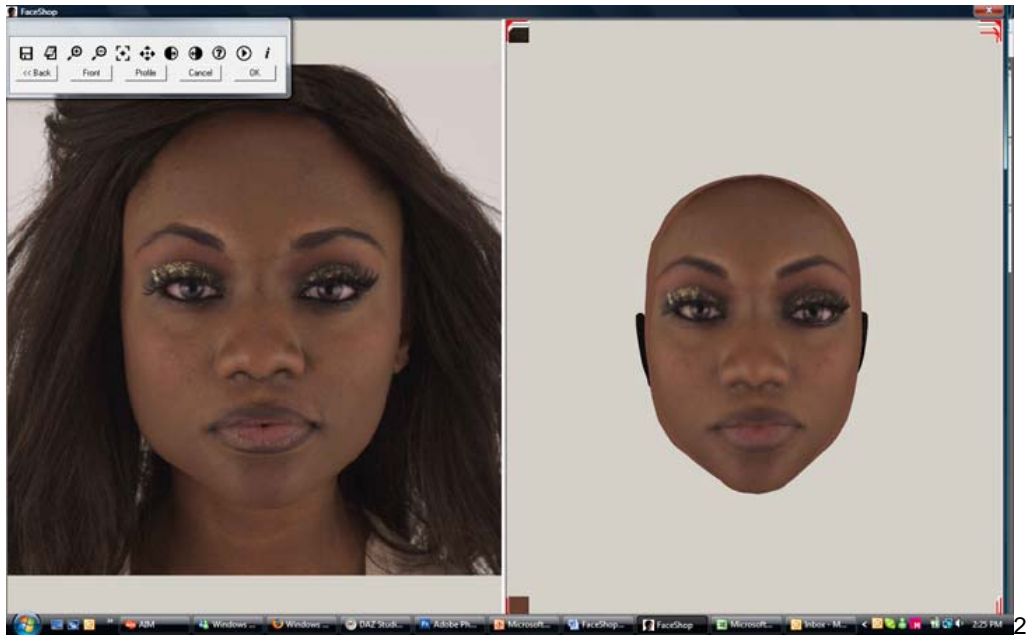 FaceShop
<< Back Front Profile Cancel OK
AIM Windows ... Windows ... DAZ Studi... Adobe Ph... Microsoft... FaceShop... FaceShop Microsoft... Inbox - M... 2:25 PM
2